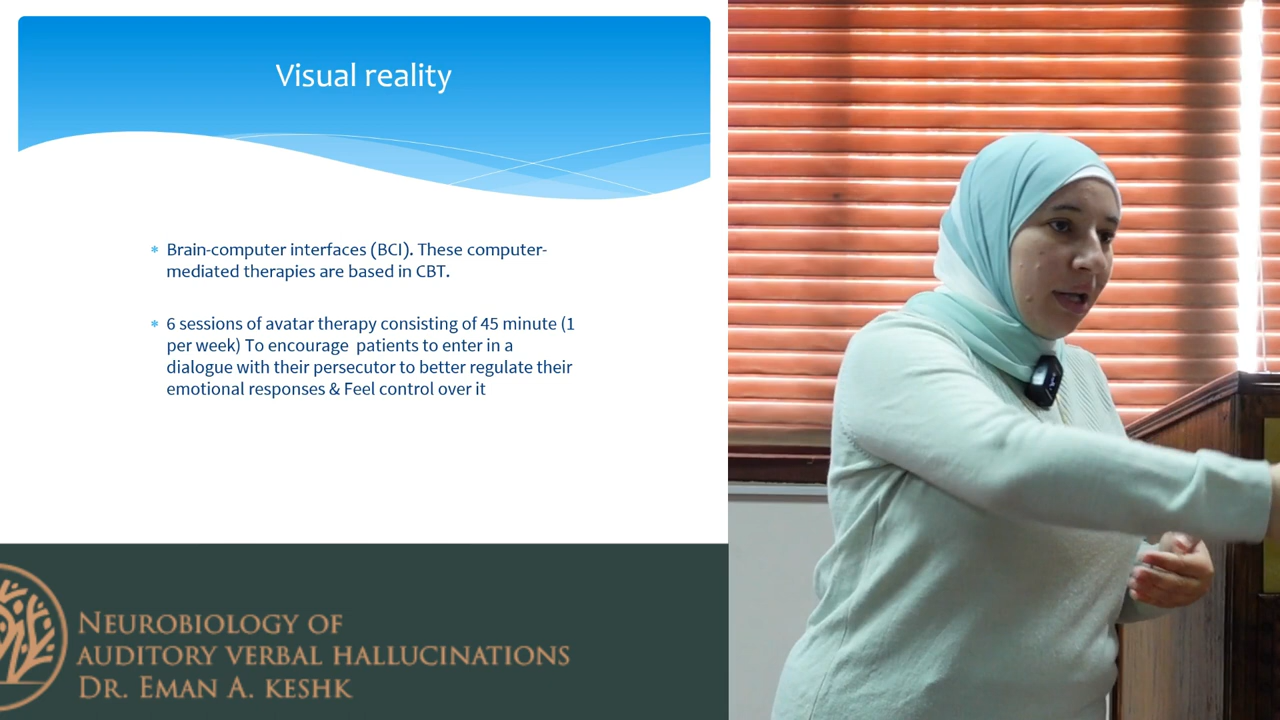 Visual reality
* Brain-computer interfaces (BCI). These computer-
mediated therapies are based in CBT.
* 6 sessions of avatar therapy consisting of 45 minute (1
per week) To encourage patients to enter in a
dialogue with their persecutor to better regulate their
emotional responses & Feel control over it
NEUROBIOLOGY OF
AUDITORY VERBAL HALLUCINATIONS
DR. EMAN A. KESHK